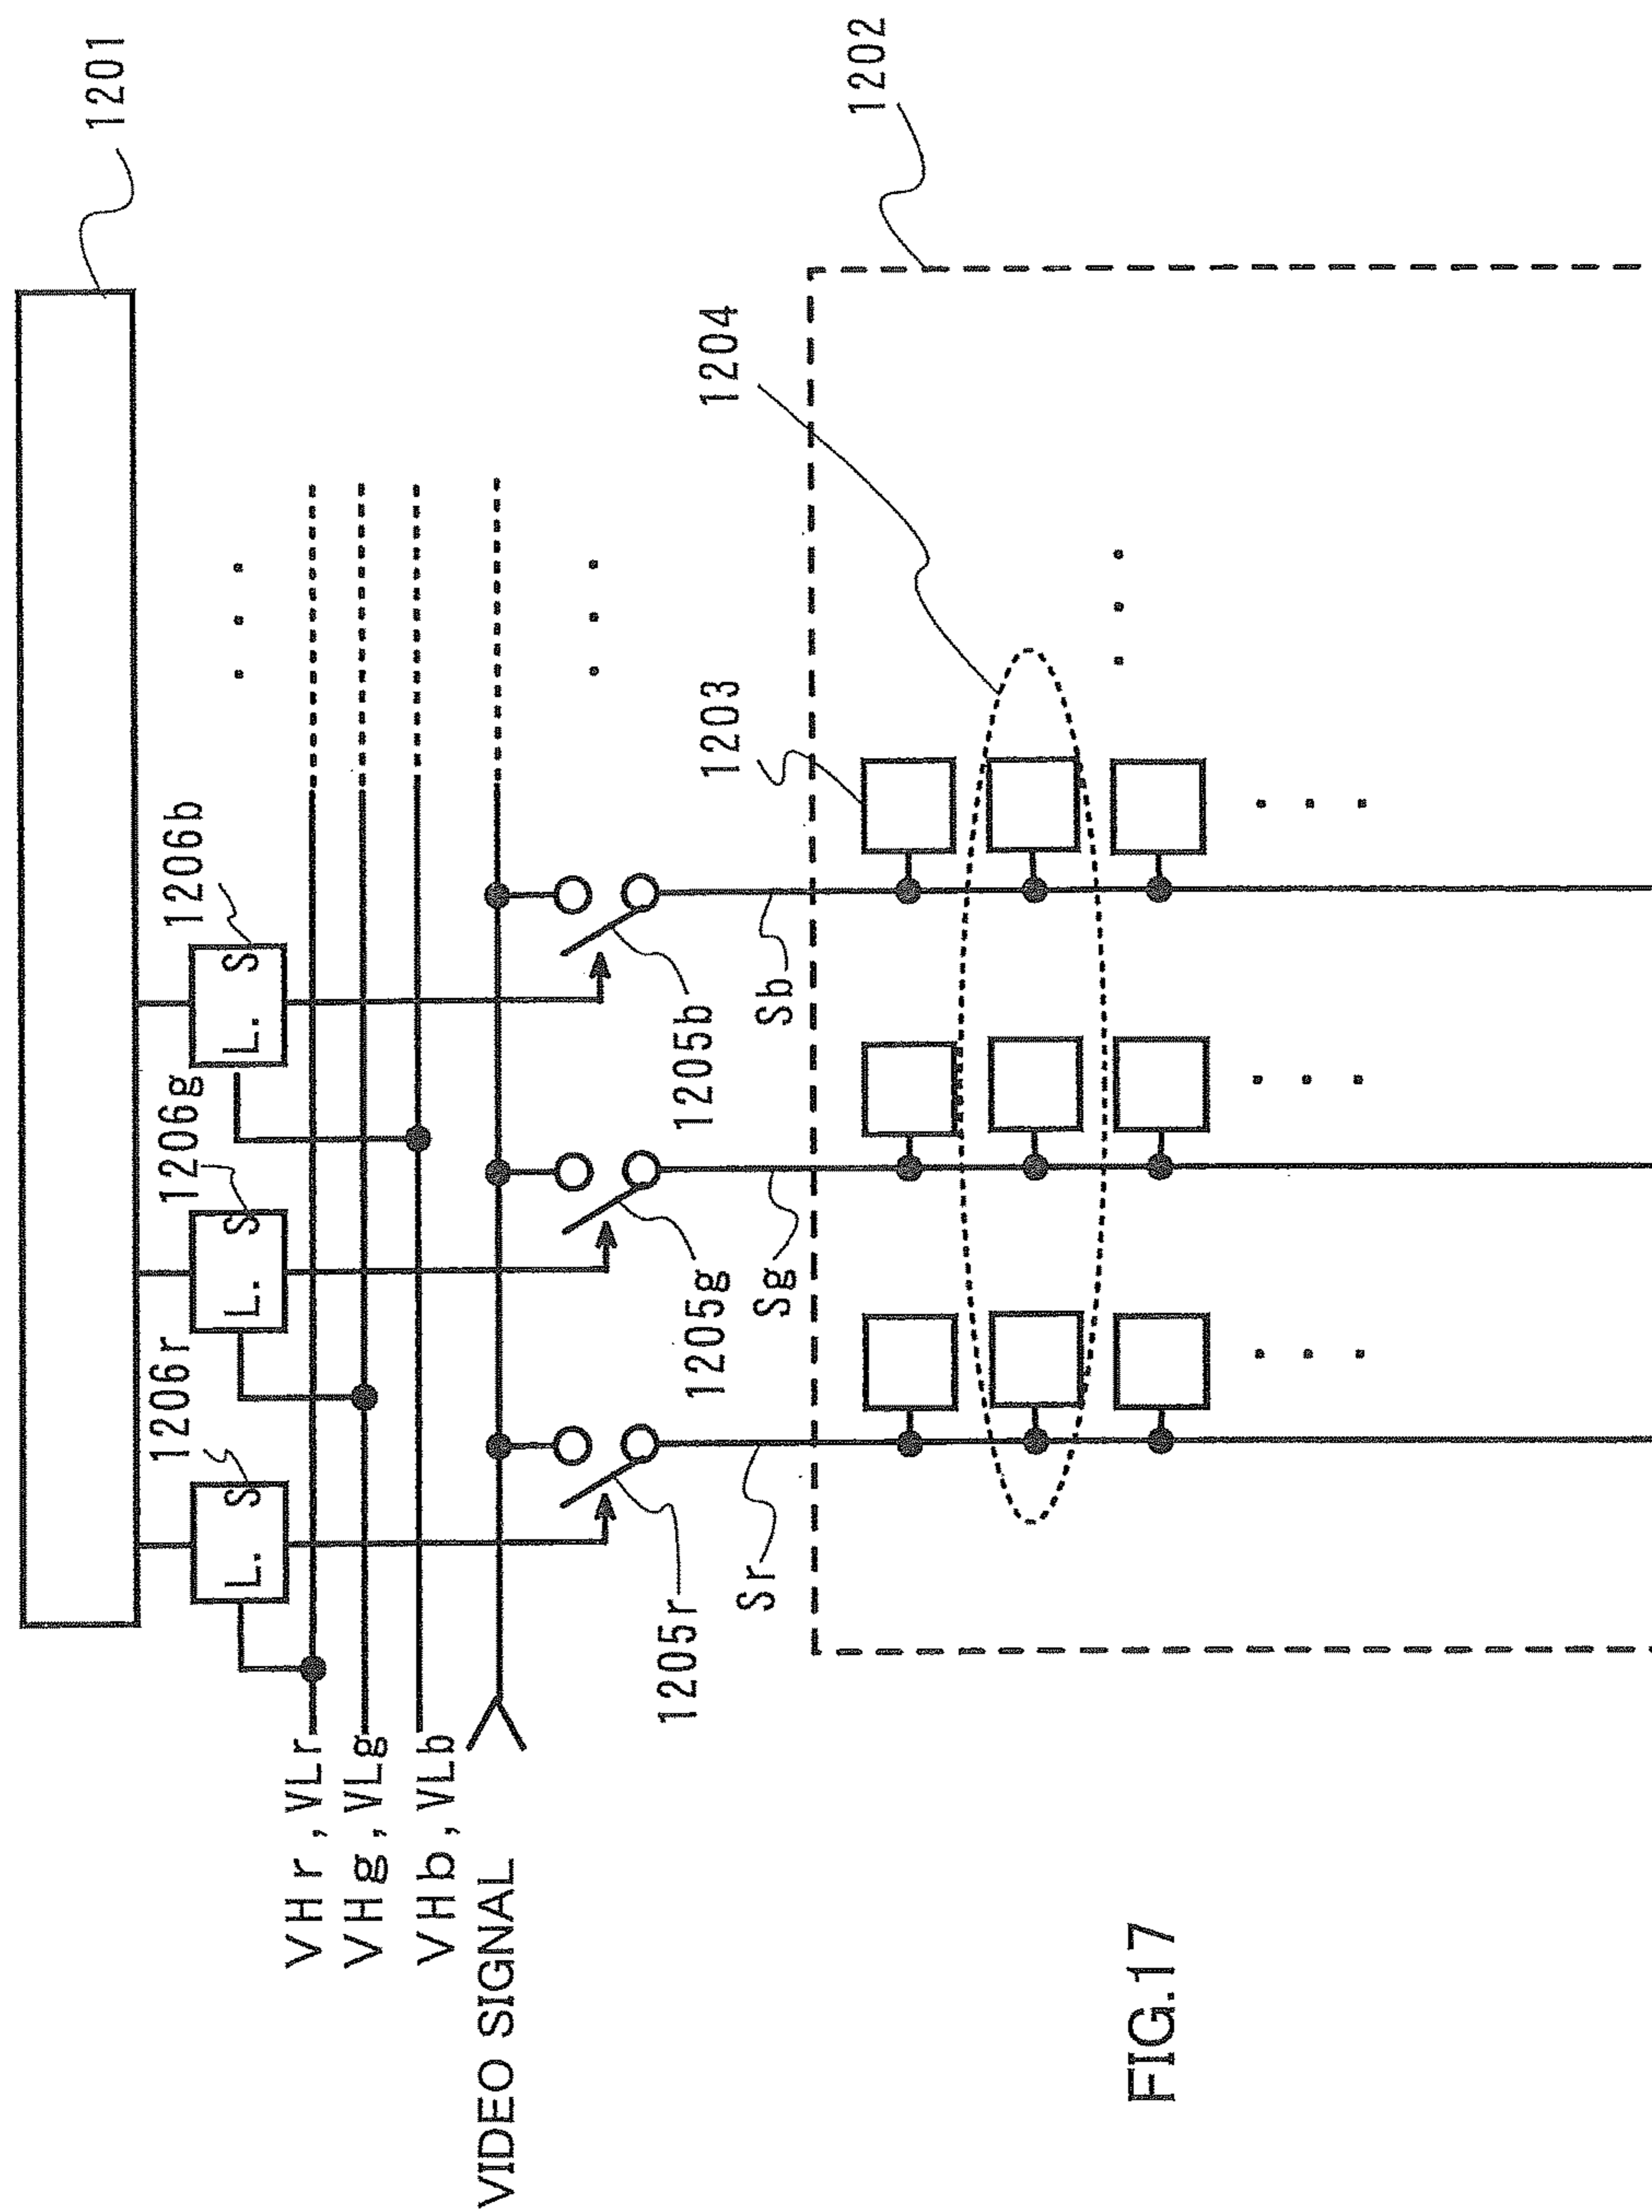 1201
1206r
1206g
1206b
L. S
L. S
L. S
VHr,VLr
VHg,VLg
VHb,VLb
VIDEO SIGNAL
1205r
1205g
1205b
1202
Sr
Sg
Sb
1203
1204
FIG.17